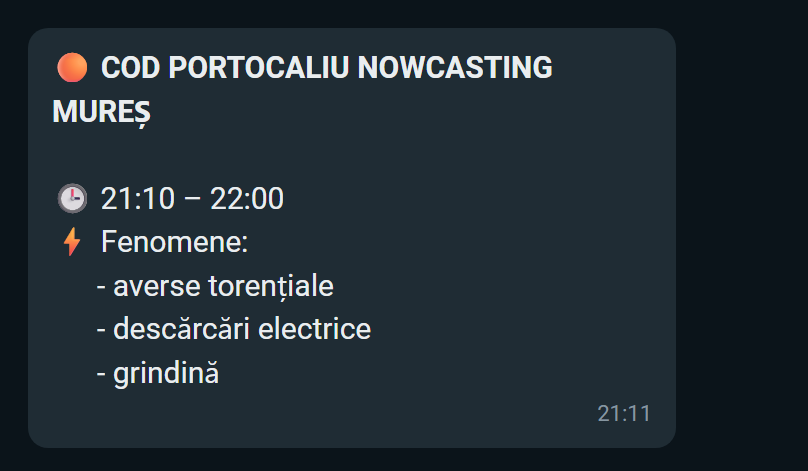 🟠 COD PORTOCALIU NOWCASTING
MUREȘ
🕒 21:10 – 22:00
⚡ Fenomene:
- averse torențiale
- descărcări electrice
- grindină
21:11